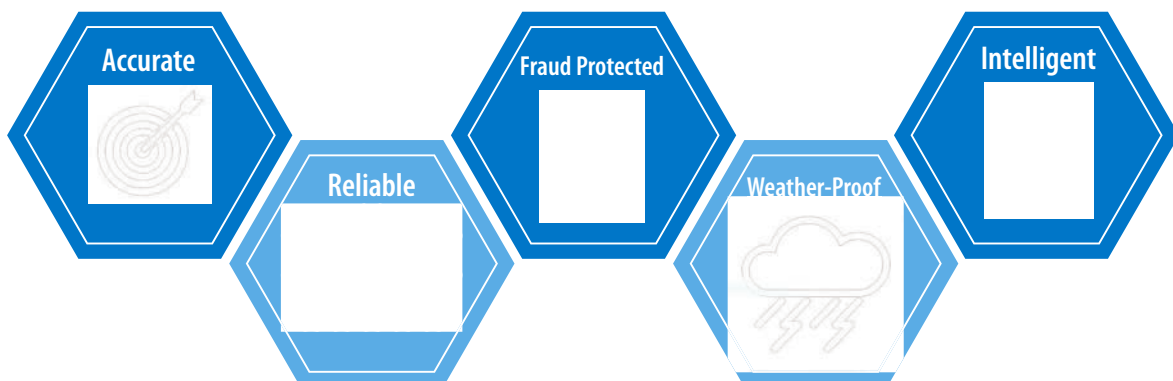 Accurate
Reliable
Fraud Protected
Weather-Proof
Intelligent